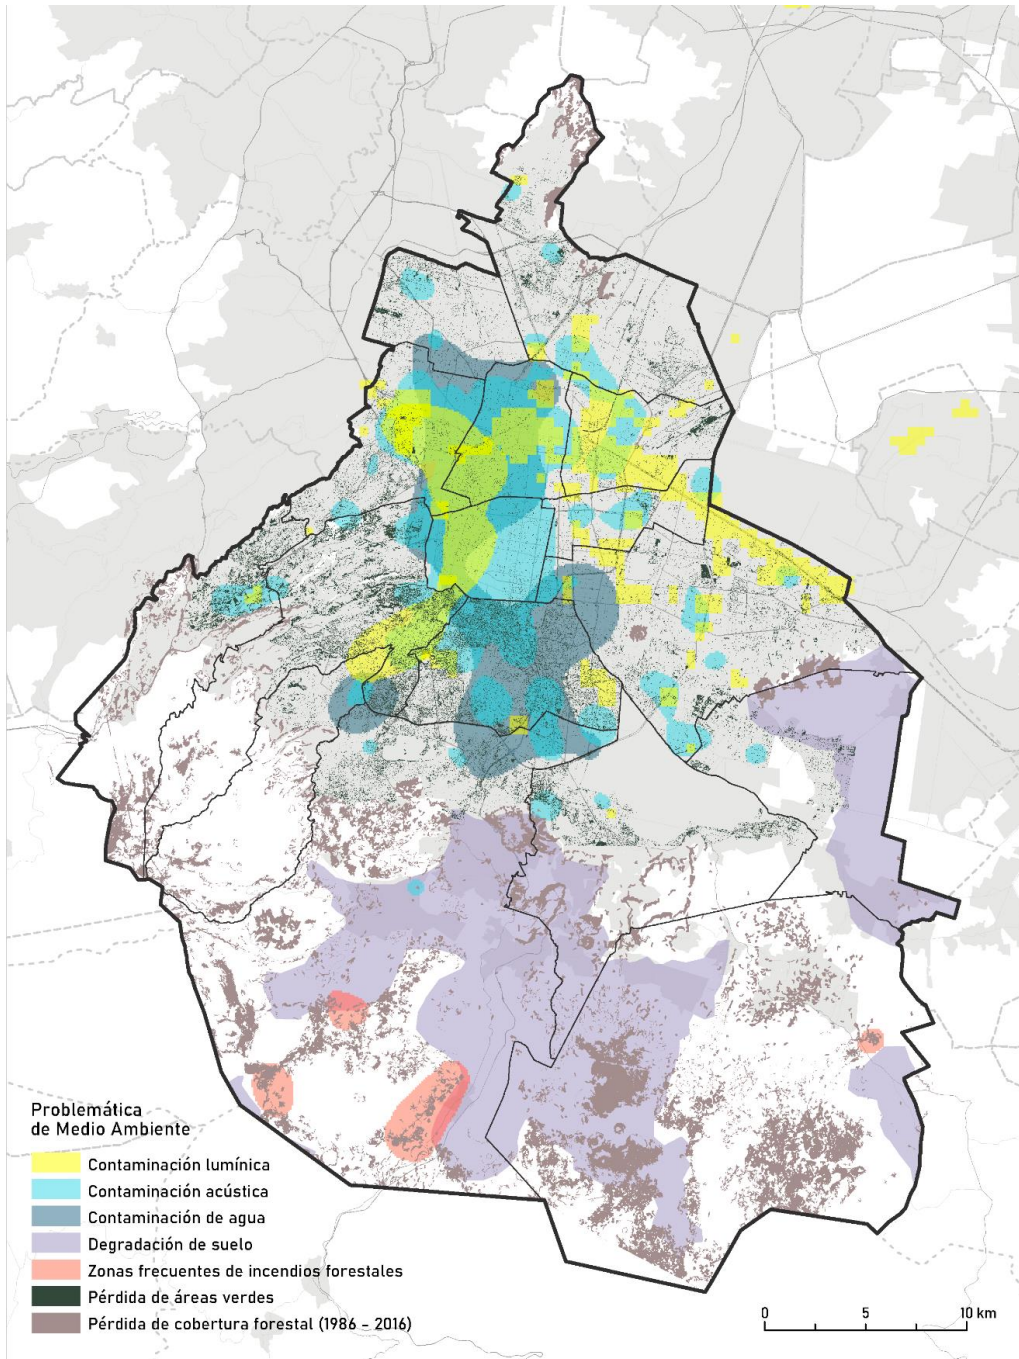 Problemática
de Medio Ambiente
Contaminación lumínica
Contaminación acústica
Contaminación de agua
Degradación de suelo
Zonas frecuentes de incendios forestales
Pérdida de áreas verdes
Pérdida de cobertura forestal (1986 - 2016)
0 5 10 km